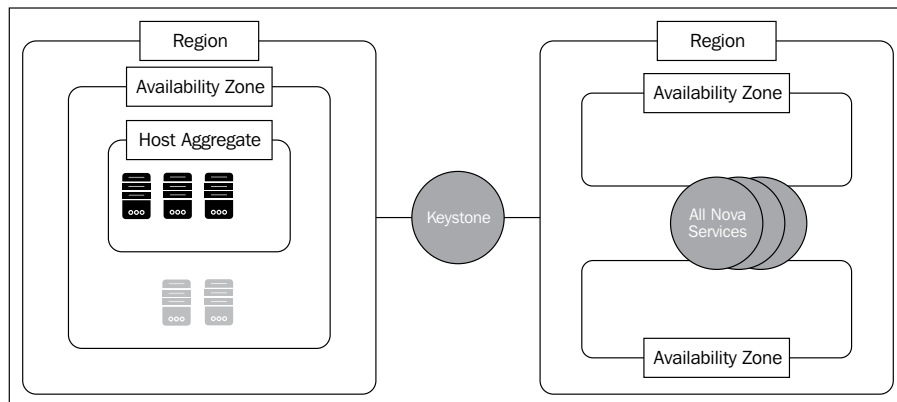 Region
Availability Zone
Host Aggregate
Keystone
Region
Availability Zone
All Nova
Services
Availability Zone